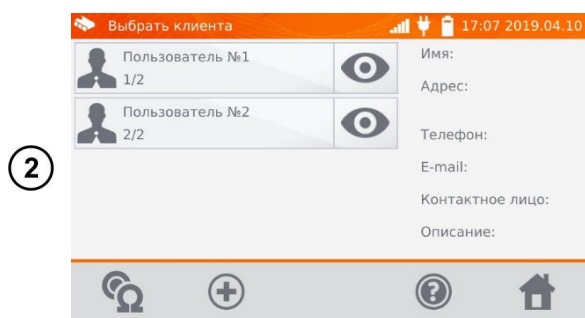 Выбрать клиента 17:07 2019.04.10
Пользователь №1
1/2
Пользователь №2
2/2
Имя:
Адрес:
Телефон:
E-mail:
Контактное лицо:
Описание:
2